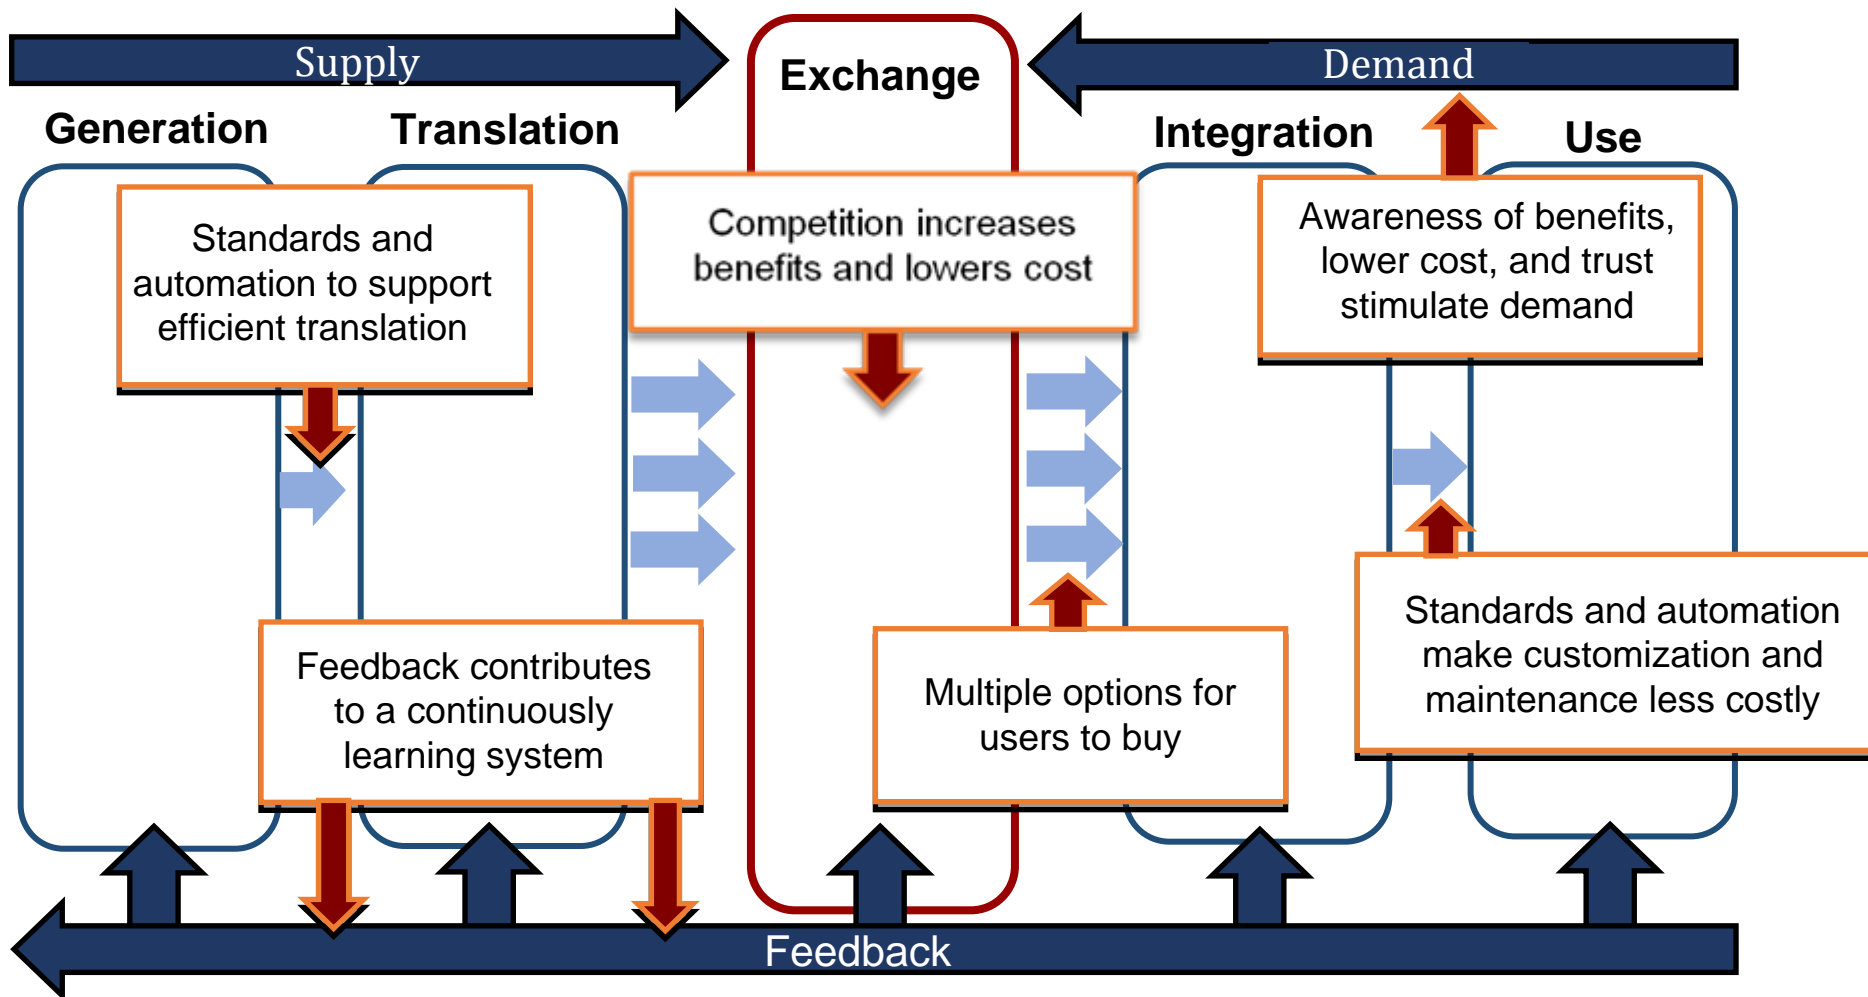 Supply
Exchange
Demand
Generation
Translation
Integration
Use
Standards and
automation to support
efficient translation
Competition increases
benefits and lowers cost
Awareness of benefits,
lower cost, and trust
stimulate demand
Feedback contributes
to a continuously
learning system
Multiple options for
users to buy
Standards and automation
make customization and
maintenance less costly
Feedback